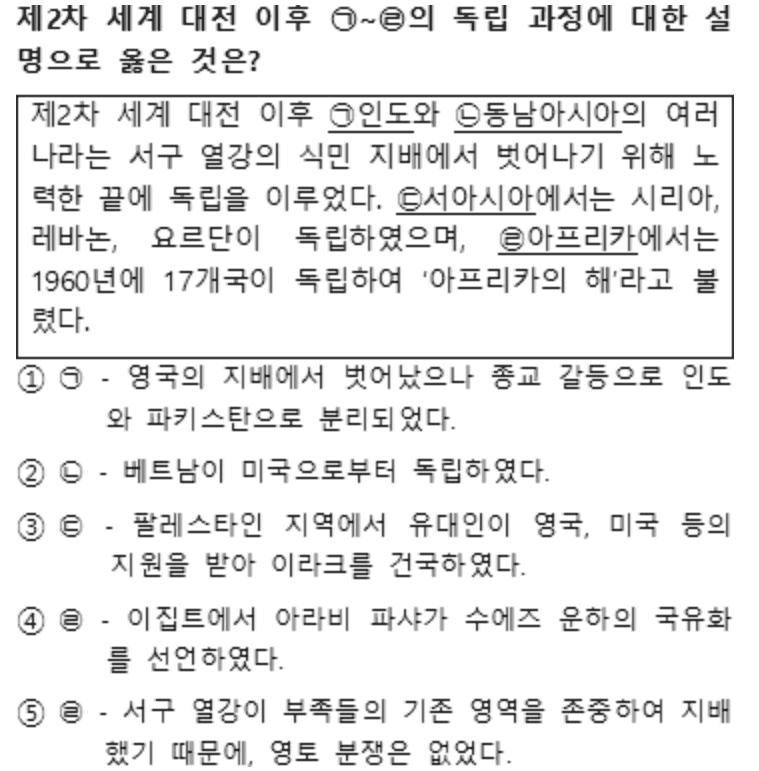 제2차 세계 대전 이후 ㉠~㉣의 독립 과정에 대한 설
명으로 옳은 것은?
제2차 세계 대전 이후 ㉠인도와 ㉡동남아시아의 여러
나라는 서구 열강의 식민 지배에서 벗어나기 위해 노
력한 끝에 독립을 이루었다. ㉢서아시아에서는 시리아,
레바논, 요르단이 독립하였으며, ㉣아프리카에서는
1960년에 17개국이 독립하여 ‘아프리카의 해’라고 불
렸다.
① ㉠ - 영국의 지배에서 벗어났으나 종교 갈등으로 인도
와 파키스탄으로 분리되었다.
② ㉡ - 베트남이 미국으로부터 독립하였다.
③ ㉢ - 팔레스타인 지역에서 유대인이 영국, 미국 등의
지원을 받아 이라크를 건국하였다.
④ ㉣ - 이집트에서 아라비 파샤가 수에즈 운하의 국유화
를 선언하였다.
⑤ ㉣ - 서구 열강이 부족들의 기존 영역을 존중하여 지배
했기 때문에, 영토 분쟁은 없었다.